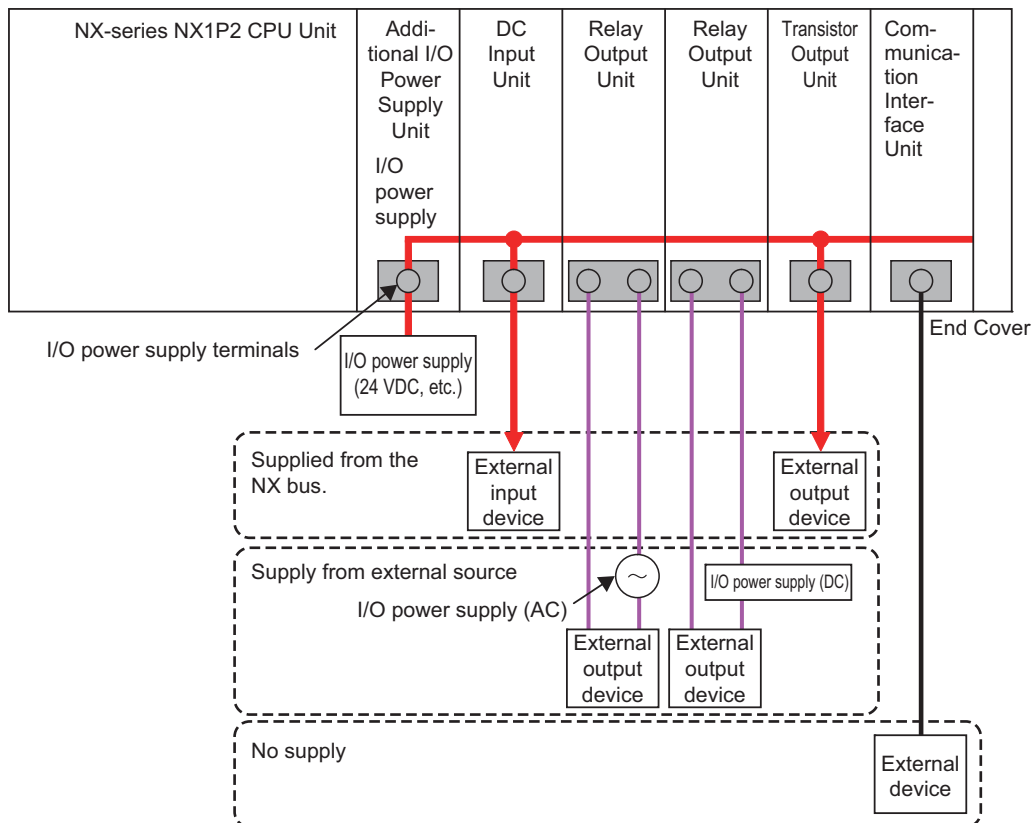 NX-series NX1P2 CPU Unit
Addi-
tional I/O
Power
Supply
Unit
I/O
power
supply
DC
Input
Unit
Relay
Output
Unit
Relay
Output
Unit
Transistor
Output
Unit
Com-
munica-
tion
Inter-
face
Unit
End Cover
I/O power supply terminals
I/O power supply
(24 VDC, etc.)
Supplied from the
NX bus.
External
input
device
External
output
device
Supply from external source
I/O power supply (AC)
~
I/O power supply (DC)
External
output
device
External
output
device
No supply
External
device